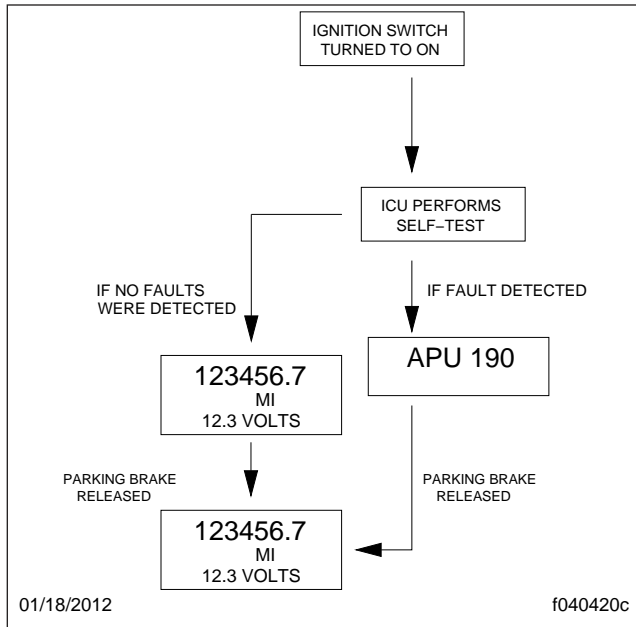 IGNITION SWITCH
TURNED TO ON
ICU PERFORMS
SELF−TEST
IF NO FAULTS
WERE DETECTED
IF FAULT DETECTED
123456.7
MI
12.3 VOLTS
APU 190
PARKING BRAKE
RELEASED
PARKING BRAKE
RELEASED
123456.7
MI
12.3 VOLTS
01/18/2012
f040420c